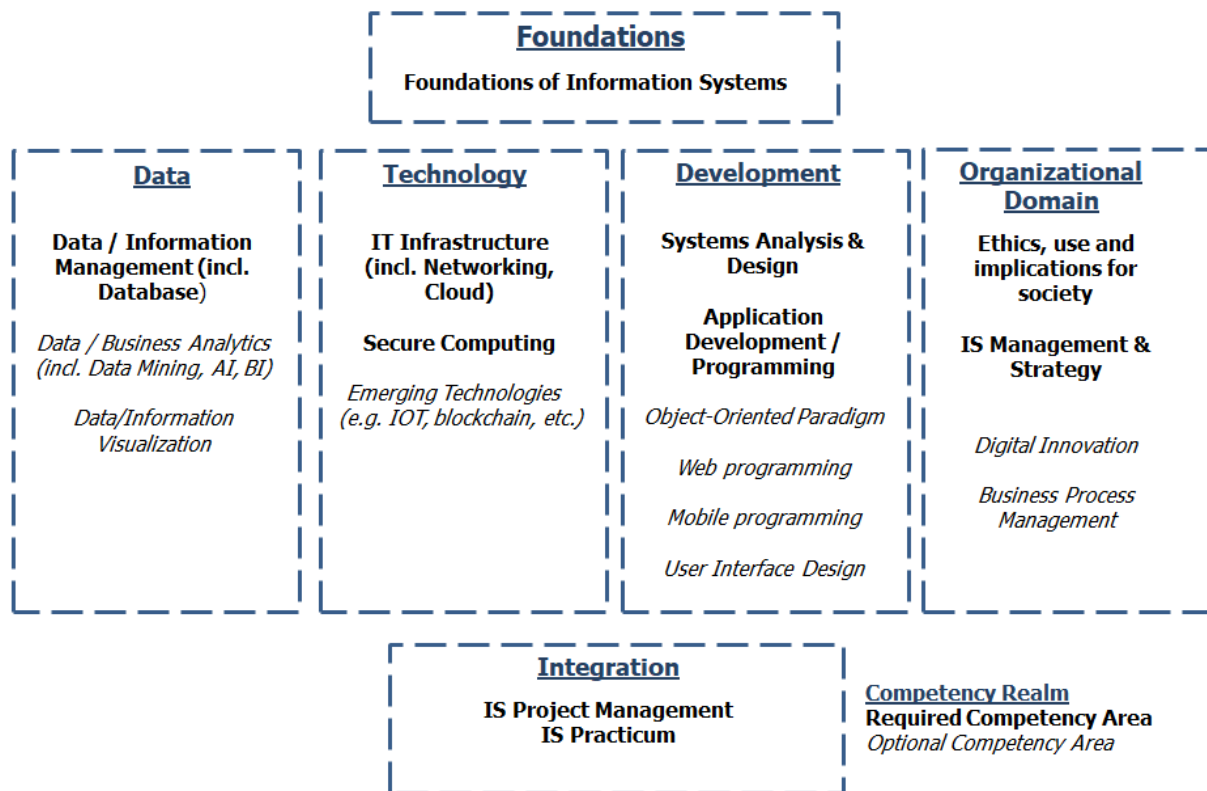 Foundations
Foundations of Information Systems
Data
Data / Information
Management (incl.
Database)
Data / Business Analytics
(incl. Data Mining, AI, BI)
Data/Information
Visualization
Technology
IT Infrastructure
(incl. Networking,
Cloud)
Secure Computing
Emerging Technologies
(e.g. IOT, blockchain, etc.)
Development
Systems Analysis &
Design
Application
Development /
Programming
Object-Oriented Paradigm
Web programming
Mobile programming
User Interface Design
Organizational
Domain
Ethics, use and
implications for
society
IS Management &
Strategy
Digital Innovation
Business Process
Management
Integration
IS Project Management
IS Practicum
Competency Realm
Required Competency Area
Optional Competency Area